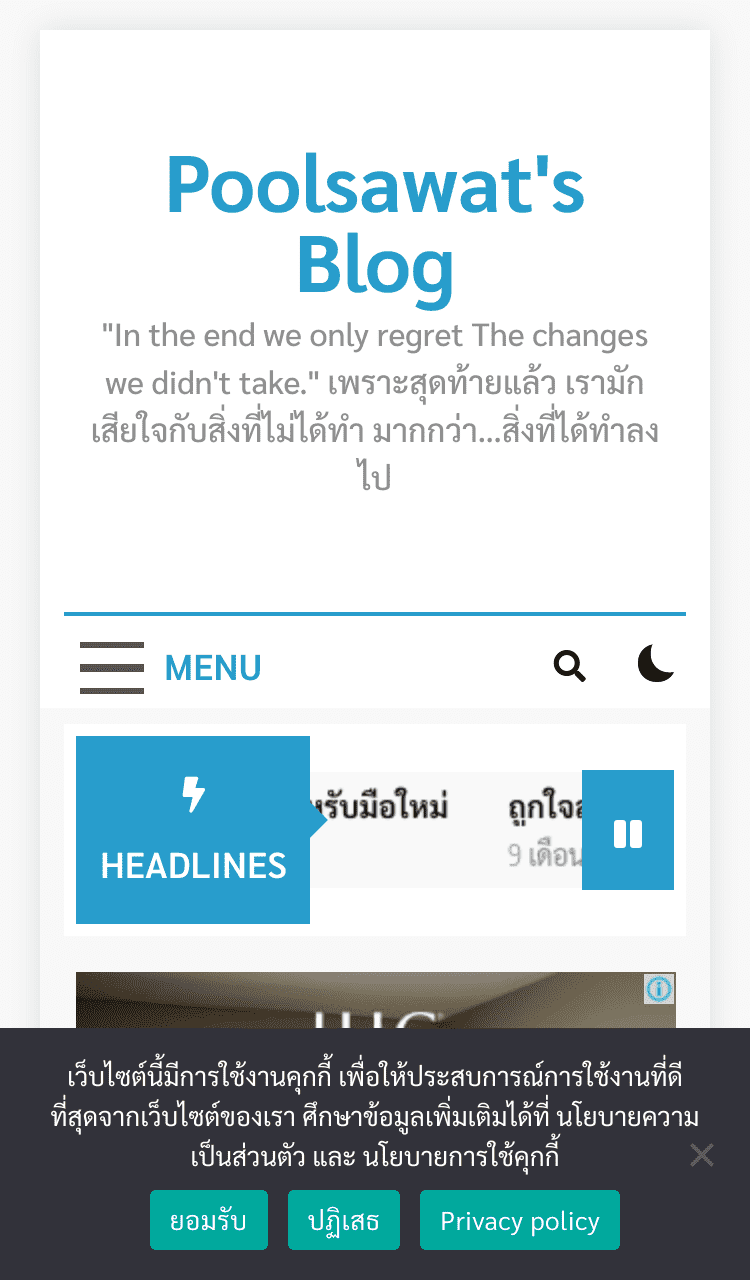 Poolsawat's
Blog
"In the end we only regret The changes
we didn't take." เพราะสุดท้ายแล้ว เรามัก
เสียใจกับสิ่งที่ไม่ได้ทำ มากกว่า...สิ่งที่ได้ทำลง
ไป
MENU
HEADLINES
มือใหม่
9 เดือน
เว็บไซต์นี้มีการใช้งานคุกกี้ เพื่อให้ประสบการณ์การใช้งานที่ดี
ที่สุดจากเว็บไซต์ของเรา ศึกษาข้อมูลเพิ่มเติมได้ที่ นโยบายความ
เป็นส่วนตัว และ นโยบายการใช้คุกกี้
ยอมรับ
ปฏิเสธ
Privacy policy